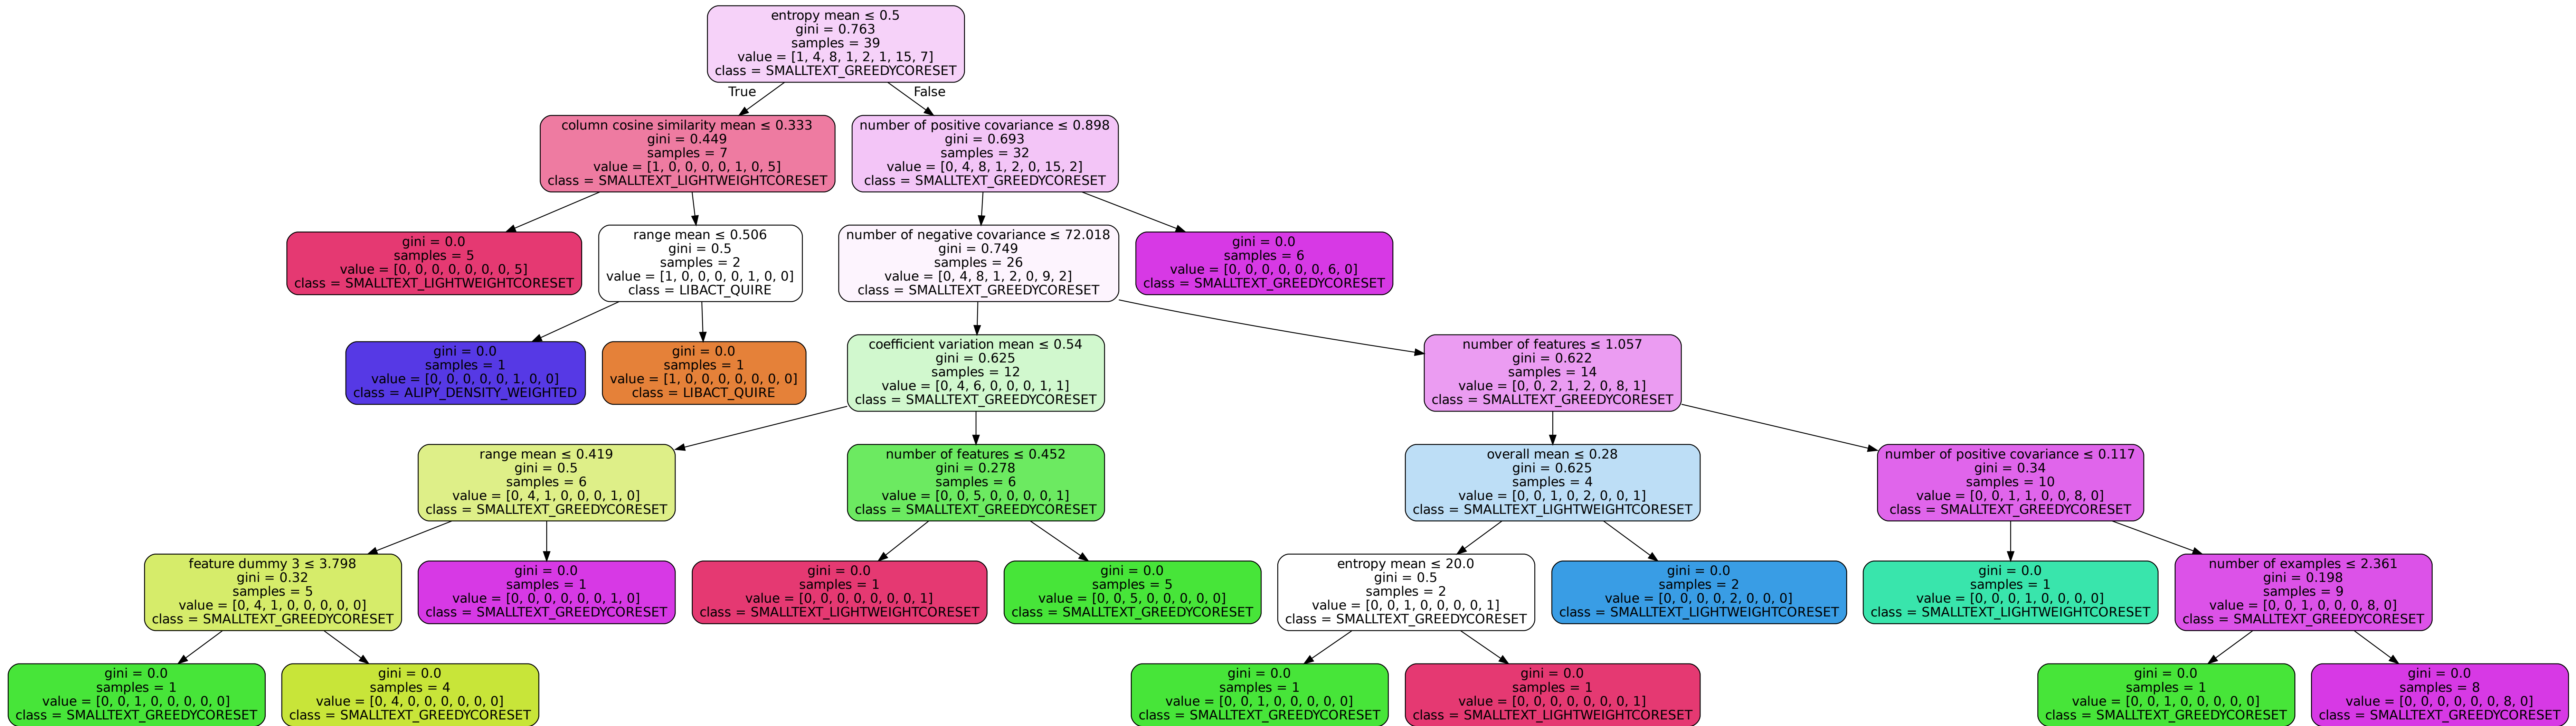 entropy mean ≤ 0.5
gini = 0.763
samples = 39
value = [1, 4, 8, 1, 2, 1, 15, 7]
class = SMALLTEXT_GREEDYCORESET
True
False
column cosine similarity mean ≤ 0.333
gini = 0.449
samples = 7
value = [1, 0, 0, 0, 0, 1, 0, 5]
class = SMALLTEXT_LIGHTWEIGHTCORESET
number of positive covariance ≤ 0.898
gini = 0.693
samples = 32
value = [0, 4, 8, 1, 2, 0, 15, 2]
class = SMALLTEXT_GREEDYCORESET
gini = 0.0
samples = 5
value = [0, 0, 0, 0, 0, 0, 0, 5]
class = SMALLTEXT_LIGHTWEIGHTCORESET
range mean ≤ 0.506
gini = 0.5
samples = 2
value = [1, 0, 0, 0, 0, 1, 0, 0]
class = LIBACT_QUIRE
number of negative covariance ≤ 72.018
gini = 0.749
samples = 26
value = [0, 4, 8, 1, 2, 0, 9, 2]
class = SMALLTEXT_GREEDYCORESET
gini = 0.0
samples = 6
value = [0, 0, 0, 0, 0, 0, 6, 0]
class = SMALLTEXT_GREEDYCORESET
gini = 0.0
samples = 1
value = [0, 0, 0, 0, 0, 1, 0, 0]
class = ALIPY_DENSITY_WEIGHTED
gini = 0.0
samples = 1
value = [1, 0, 0, 0, 0, 0, 0, 0]
class = LIBACT_QUIRE
coefficient variation mean ≤ 0.54
gini = 0.625
samples = 12
value = [0, 4, 6, 0, 0, 0, 1, 1]
class = SMALLTEXT_GREEDYCORESET
number of features ≤ 1.057
gini = 0.622
samples = 14
value = [0, 0, 2, 1, 2, 0, 8, 1]
class = SMALLTEXT_GREEDYCORESET
range mean ≤ 0.419
gini = 0.5
samples = 6
value = [0, 4, 1, 0, 0, 0, 1, 0]
class = SMALLTEXT_GREEDYCORESET
number of features ≤ 0.452
gini = 0.278
samples = 6
value = [0, 0, 5, 0, 0, 0, 0, 1]
class = SMALLTEXT_GREEDYCORESET
overall mean ≤ 0.28
gini = 0.625
samples = 4
value = [0, 0, 1, 0, 2, 0, 0, 1]
class = SMALLTEXT_LIGHTWEIGHTCORESET
number of positive covariance ≤ 0.117
gini = 0.34
samples = 10
value = [0, 0, 1, 1, 0, 0, 8, 0]
class = SMALLTEXT_GREEDYCORESET
feature dummy 3 ≤ 3.798
gini = 0.32
samples = 5
value = [0, 4, 1, 0, 0, 0, 0, 0]
class = SMALLTEXT_GREEDYCORESET
gini = 0.0
samples = 1
value = [0, 0, 0, 0, 0, 0, 1, 0]
class = SMALLTEXT_GREEDYCORESET
gini = 0.0
samples = 1
value = [0, 0, 0, 0, 0, 0, 0, 1]
class = SMALLTEXT_LIGHTWEIGHTCORESET
gini = 0.0
samples = 5
value = [0, 0, 5, 0, 0, 0, 0, 0]
class = SMALLTEXT_GREEDYCORESET
entropy mean ≤ 20.0
gini = 0.5
samples = 2
value = [0, 0, 1, 0, 0, 0, 0, 1]
class = SMALLTEXT_GREEDYCORESET
gini = 0.0
samples = 2
value = [0, 0, 0, 0, 2, 0, 0, 0]
class = SMALLTEXT_LIGHTWEIGHTCORESET
gini = 0.0
samples = 1
value = [0, 0, 0, 1, 0, 0, 0, 0]
class = SMALLTEXT_LIGHTWEIGHTCORESET
number of examples ≤ 2.361
gini = 0.198
samples = 9
value = [0, 0, 1, 0, 0, 0, 8, 0]
class = SMALLTEXT_GREEDYCORESET
gini = 0.0
samples = 1
value = [0, 0, 1, 0, 0, 0, 0, 0]
class = SMALLTEXT_GREEDYCORESET
gini = 0.0
samples = 4
value = [0, 4, 0, 0, 0, 0, 0, 0]
class = SMALLTEXT_GREEDYCORESET
gini = 0.0
samples = 1
value = [0, 0, 1, 0, 0, 0, 0, 0]
class = SMALLTEXT_GREEDYCORESET
gini = 0.0
samples = 1
value = [0, 0, 0, 0, 0, 0, 0, 1]
class = SMALLTEXT_LIGHTWEIGHTCORESET
gini = 0.0
samples = 1
value = [0, 0, 1, 0, 0, 0, 0, 0]
class = SMALLTEXT_GREEDYCORESET
gini = 0.0
samples = 8
value = [0, 0, 0, 0, 0, 0, 8, 0]
class = SMALLTEXT_GREEDYCORESET